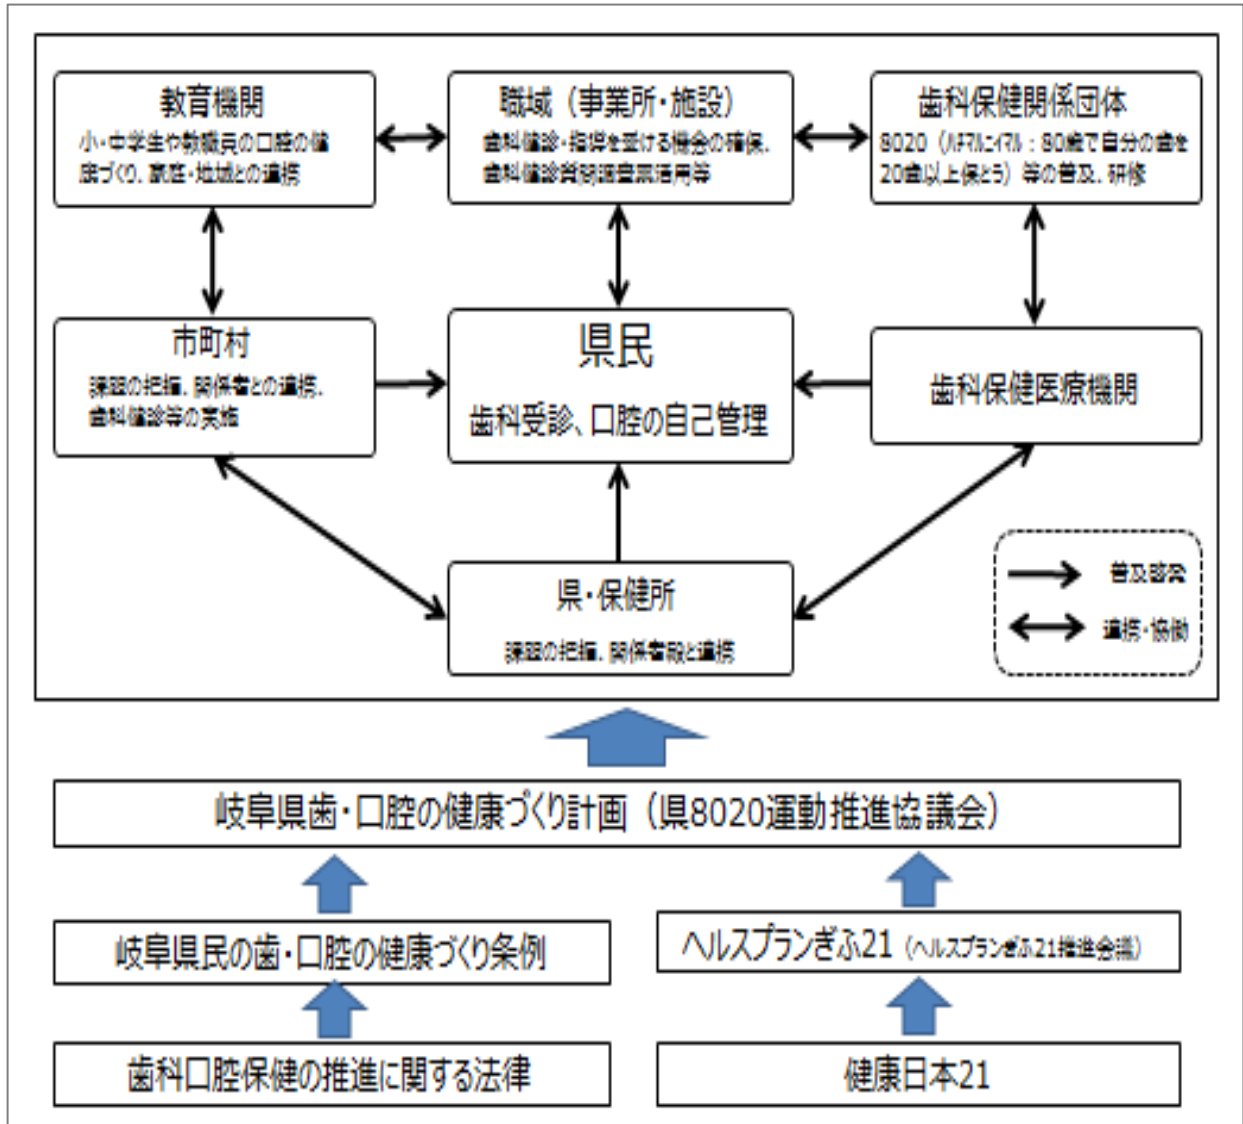 教育機関
小・中学生や教職員の口腔の健
康づくり、家庭・地域との連携
職域（事業所・施設）
歯科健診・指導を受ける機会の確保、
歯科健診質問調査票活用等
歯科保健関係団体
8020（ハチマルニイマル：80歳で自分の歯を
20歯以上保とう）等の普及、研修
市町村
課題の把握、関係者との連携、
歯科健診等の実施
県民
歯科受診、口腔の自己管理
歯科保健医療機関
県・保健所
課題の把握、関係者と連携
普及啓発
連携・協働
岐阜県歯・口腔の健康づくり計画（県8020運動推進協議会）
岐阜県民の歯・口腔の健康づくり条例
ヘルスプランぎふ21（ヘルスプランぎふ21推進会議）
歯科口腔保健の推進に関する法律
健康日本21